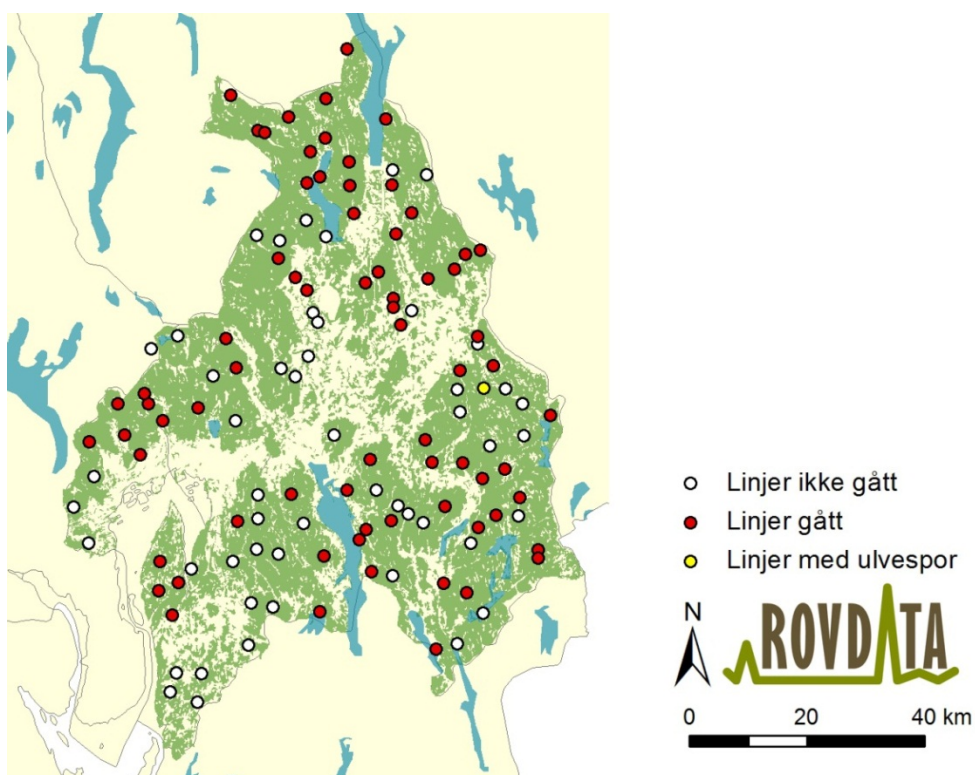 Linjer ikke gått
Linjer gått
Linjer med ulvespor
N
ROVDATA
0 20 40 km